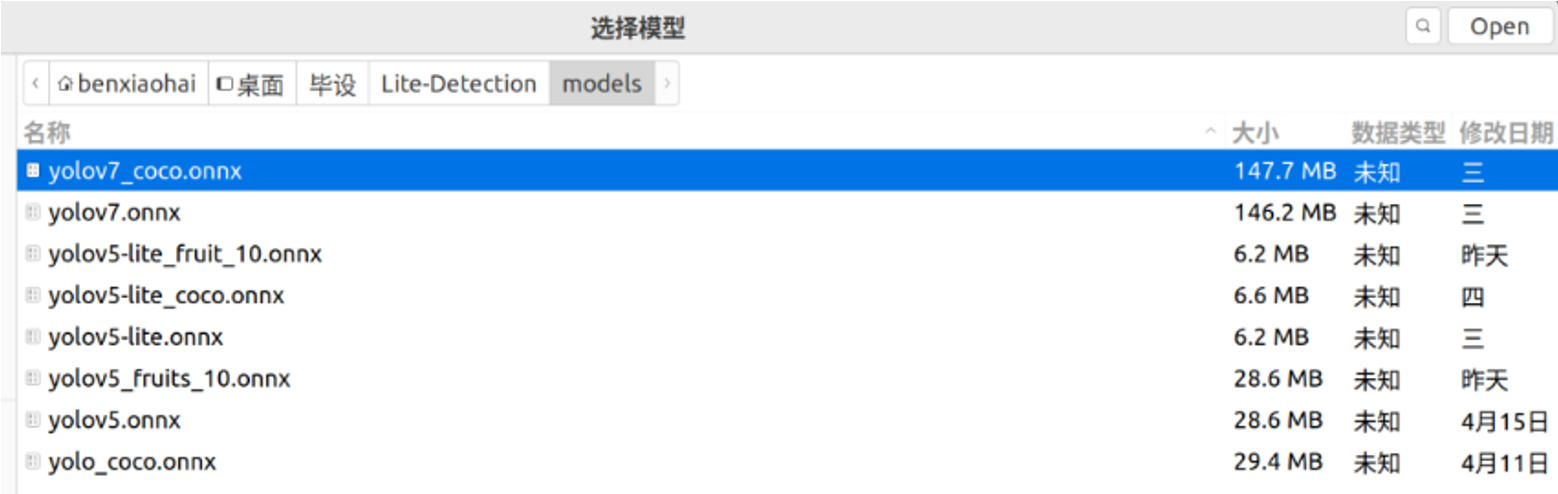 选择模型 Open
benxiaohai 桌面 毕设 Lite-Detection models
名称 大小 数据类型 修改日期
yolov7_coco.onnx 147.7 MB 未知 三
yolov7.onnx 146.2 MB 未知 三
yolov5-lite_fruit_10.onnx 6.2 MB 未知 昨天
yolov5-lite_coco.onnx 6.6 MB 未知 四
yolov5-lite.onnx 6.2 MB 未知 三
yolov5_fruits_10.onnx 28.6 MB 未知 昨天
yolov5.onnx 28.6 MB 未知 4月15日
yolo_coco.onnx 29.4 MB 未知 4月11日